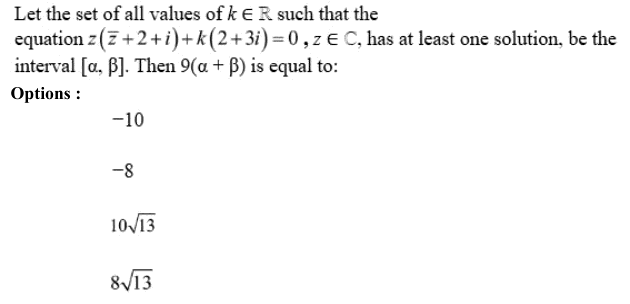 Let the set of all values of k ∈ ℝ such that the
equation z(z̅+2+i)+k(2+3i)=0, z ∈ ℂ, has at least one solution, be the
interval [α, β]. Then 9(α + β) is equal to:
Options :
−10
−8
10√13
8√13